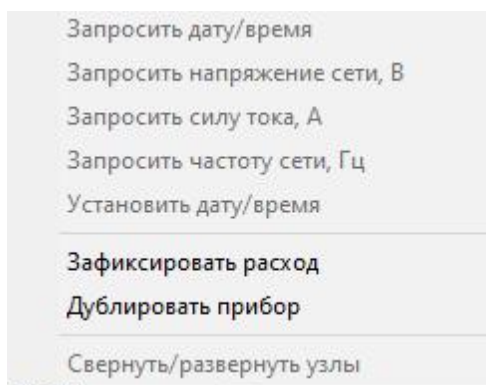 Запросить дату/время
Запросить напряжение сети, В
Запросить силу тока, А
Запросить частоту сети, Гц
Установить дату/время
Зафиксировать расход
Дублировать прибор
Свернуть/развернуть узлы